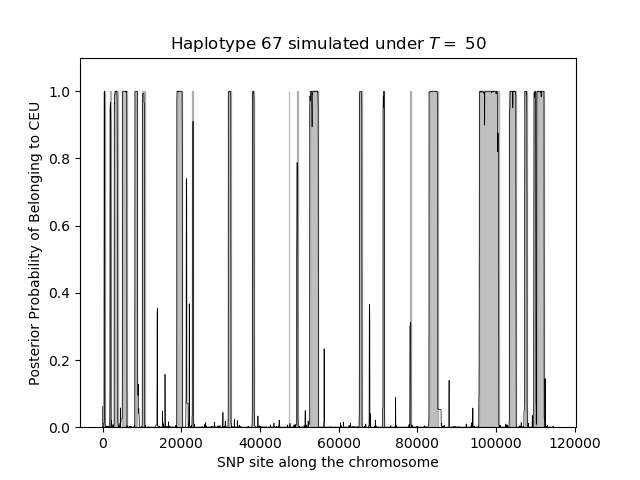 Haplotype 67 simulated under T = 50
Posterior Probability of Belonging to CEU
1.0
0.8
0.6
0.4
0.2
0.0
0 20000 40000 60000 80000 100000 120000
SNP site along the chromosome